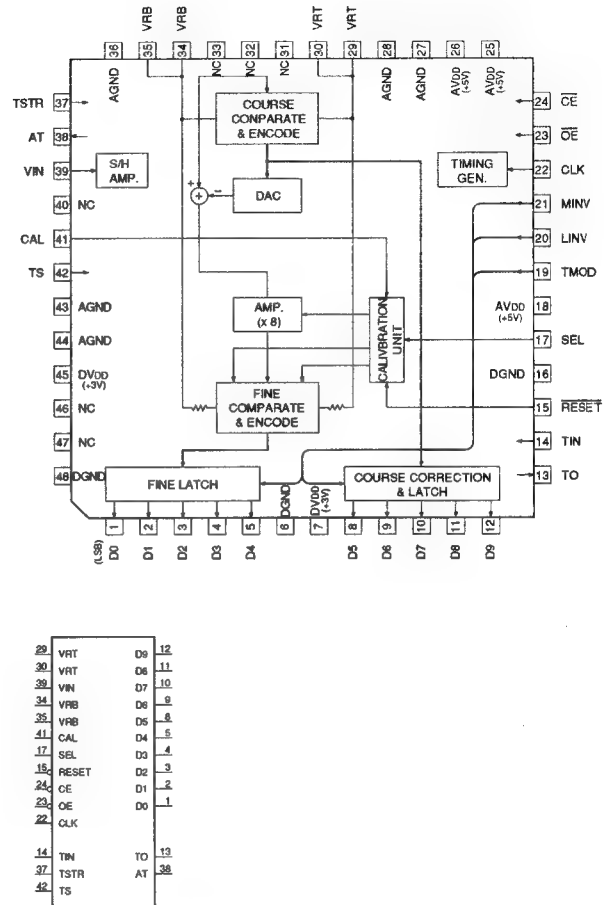 VRB VRB VRT VRT
36 35 34 33 32 31 30 29 28 27 26 25
AGND NC NC NC AGND AGND AVDD (+5V) AVDD (+5V)
TSTR 37
AT 38
VIN 39
40 NC
CAL 41
TS 42
43 AGND
44 AGND
45 DVDD (+3V)
46 NC
47 NC
48 DGND
COURSE
CONPARATE
& ENCODE
S/H
AMP.
TIMING
GEN.
+
+
−
DAC
AMP.
(x 8)
CALIVBRATION
UNIT
FINE
COMPARATE
& ENCODE
FINE LATCH
COURSE CORRECTION
& LATCH
24 CE
23 OE
22 CLK
21 MINV
20 LINV
19 TMOD
AVDD (+5V) 18
17 SEL
DGND 16
15 RESET
14 TIN
13 TO
DGND DVDD (+3V)
1 2 3 4 5 6 7 8 9 10 11 12
(LSB) D0 D1 D2 D3 D4 D5 D6 D7 D8 D9
29 VRT D9 12
30 VRT D8 11
39 VIN D7 10
34 VRB D6 9
35 VRB D5 8
41 CAL D4 5
17 SEL D3 4
15 RESET D2 3
24 CE D1 2
23 OE D0 1
22 CLK
14 TIN TO 13
37 TSTR AT 38
42 TS